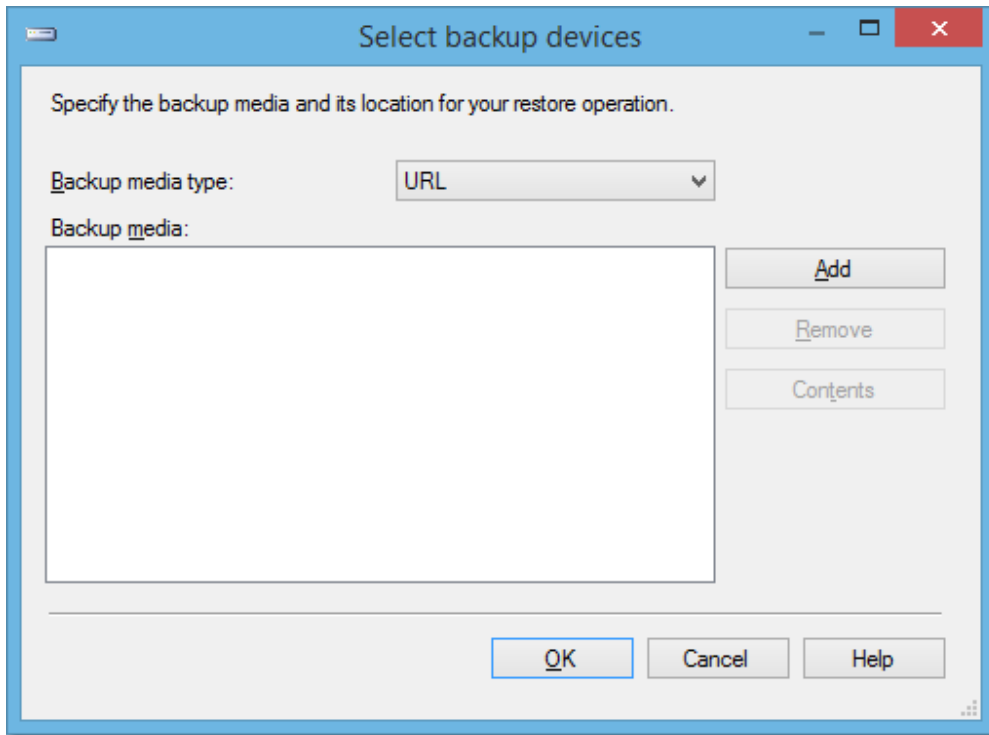 Select backup devices
Specify the backup media and its location for your restore operation.
Backup media type: URL
Backup media:
Add
Remove
Contents
OK Cancel Help